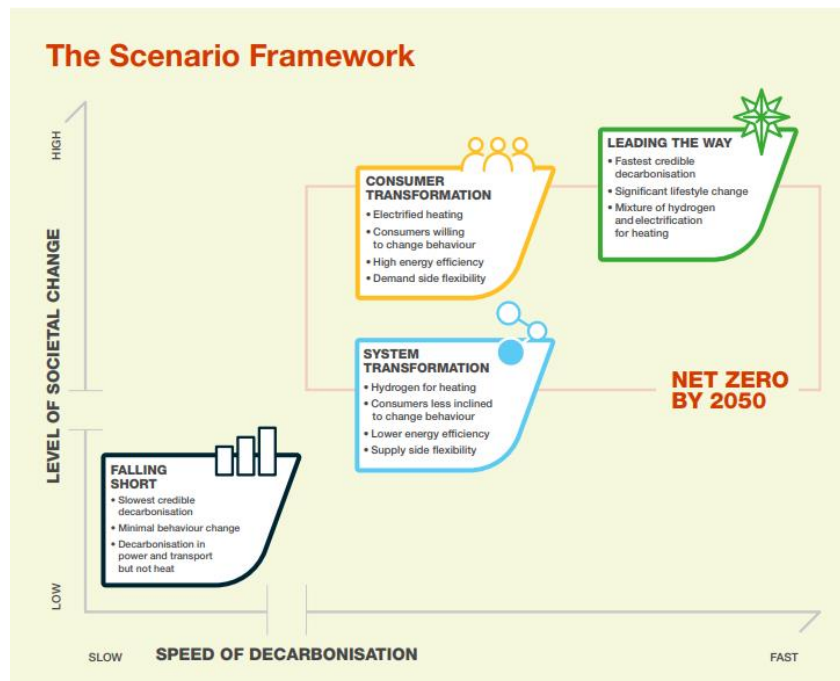 The Scenario Framework
HIGH
LEVEL OF SOCIETAL CHANGE
LOW
CONSUMER
TRANSFORMATION
• Electrified heating
• Consumers willing
to change behaviour
• High energy efficiency
• Demand side flexibility
LEADING THE WAY
• Fastest credible
decarbonisation
• Significant lifestyle change
• Mixture of hydrogen
and electrification
for heating
SYSTEM
TRANSFORMATION
• Hydrogen for heating
• Consumers less inclined
to change behaviour
• Lower energy efficiency
• Supply side flexibility
NET ZERO
BY 2050
FALLING
SHORT
• Slowest credible
decarbonisation
• Minimal behaviour change
• Decarbonisation in
power and transport
but not heat
SLOW
SPEED OF DECARBONISATION
FAST